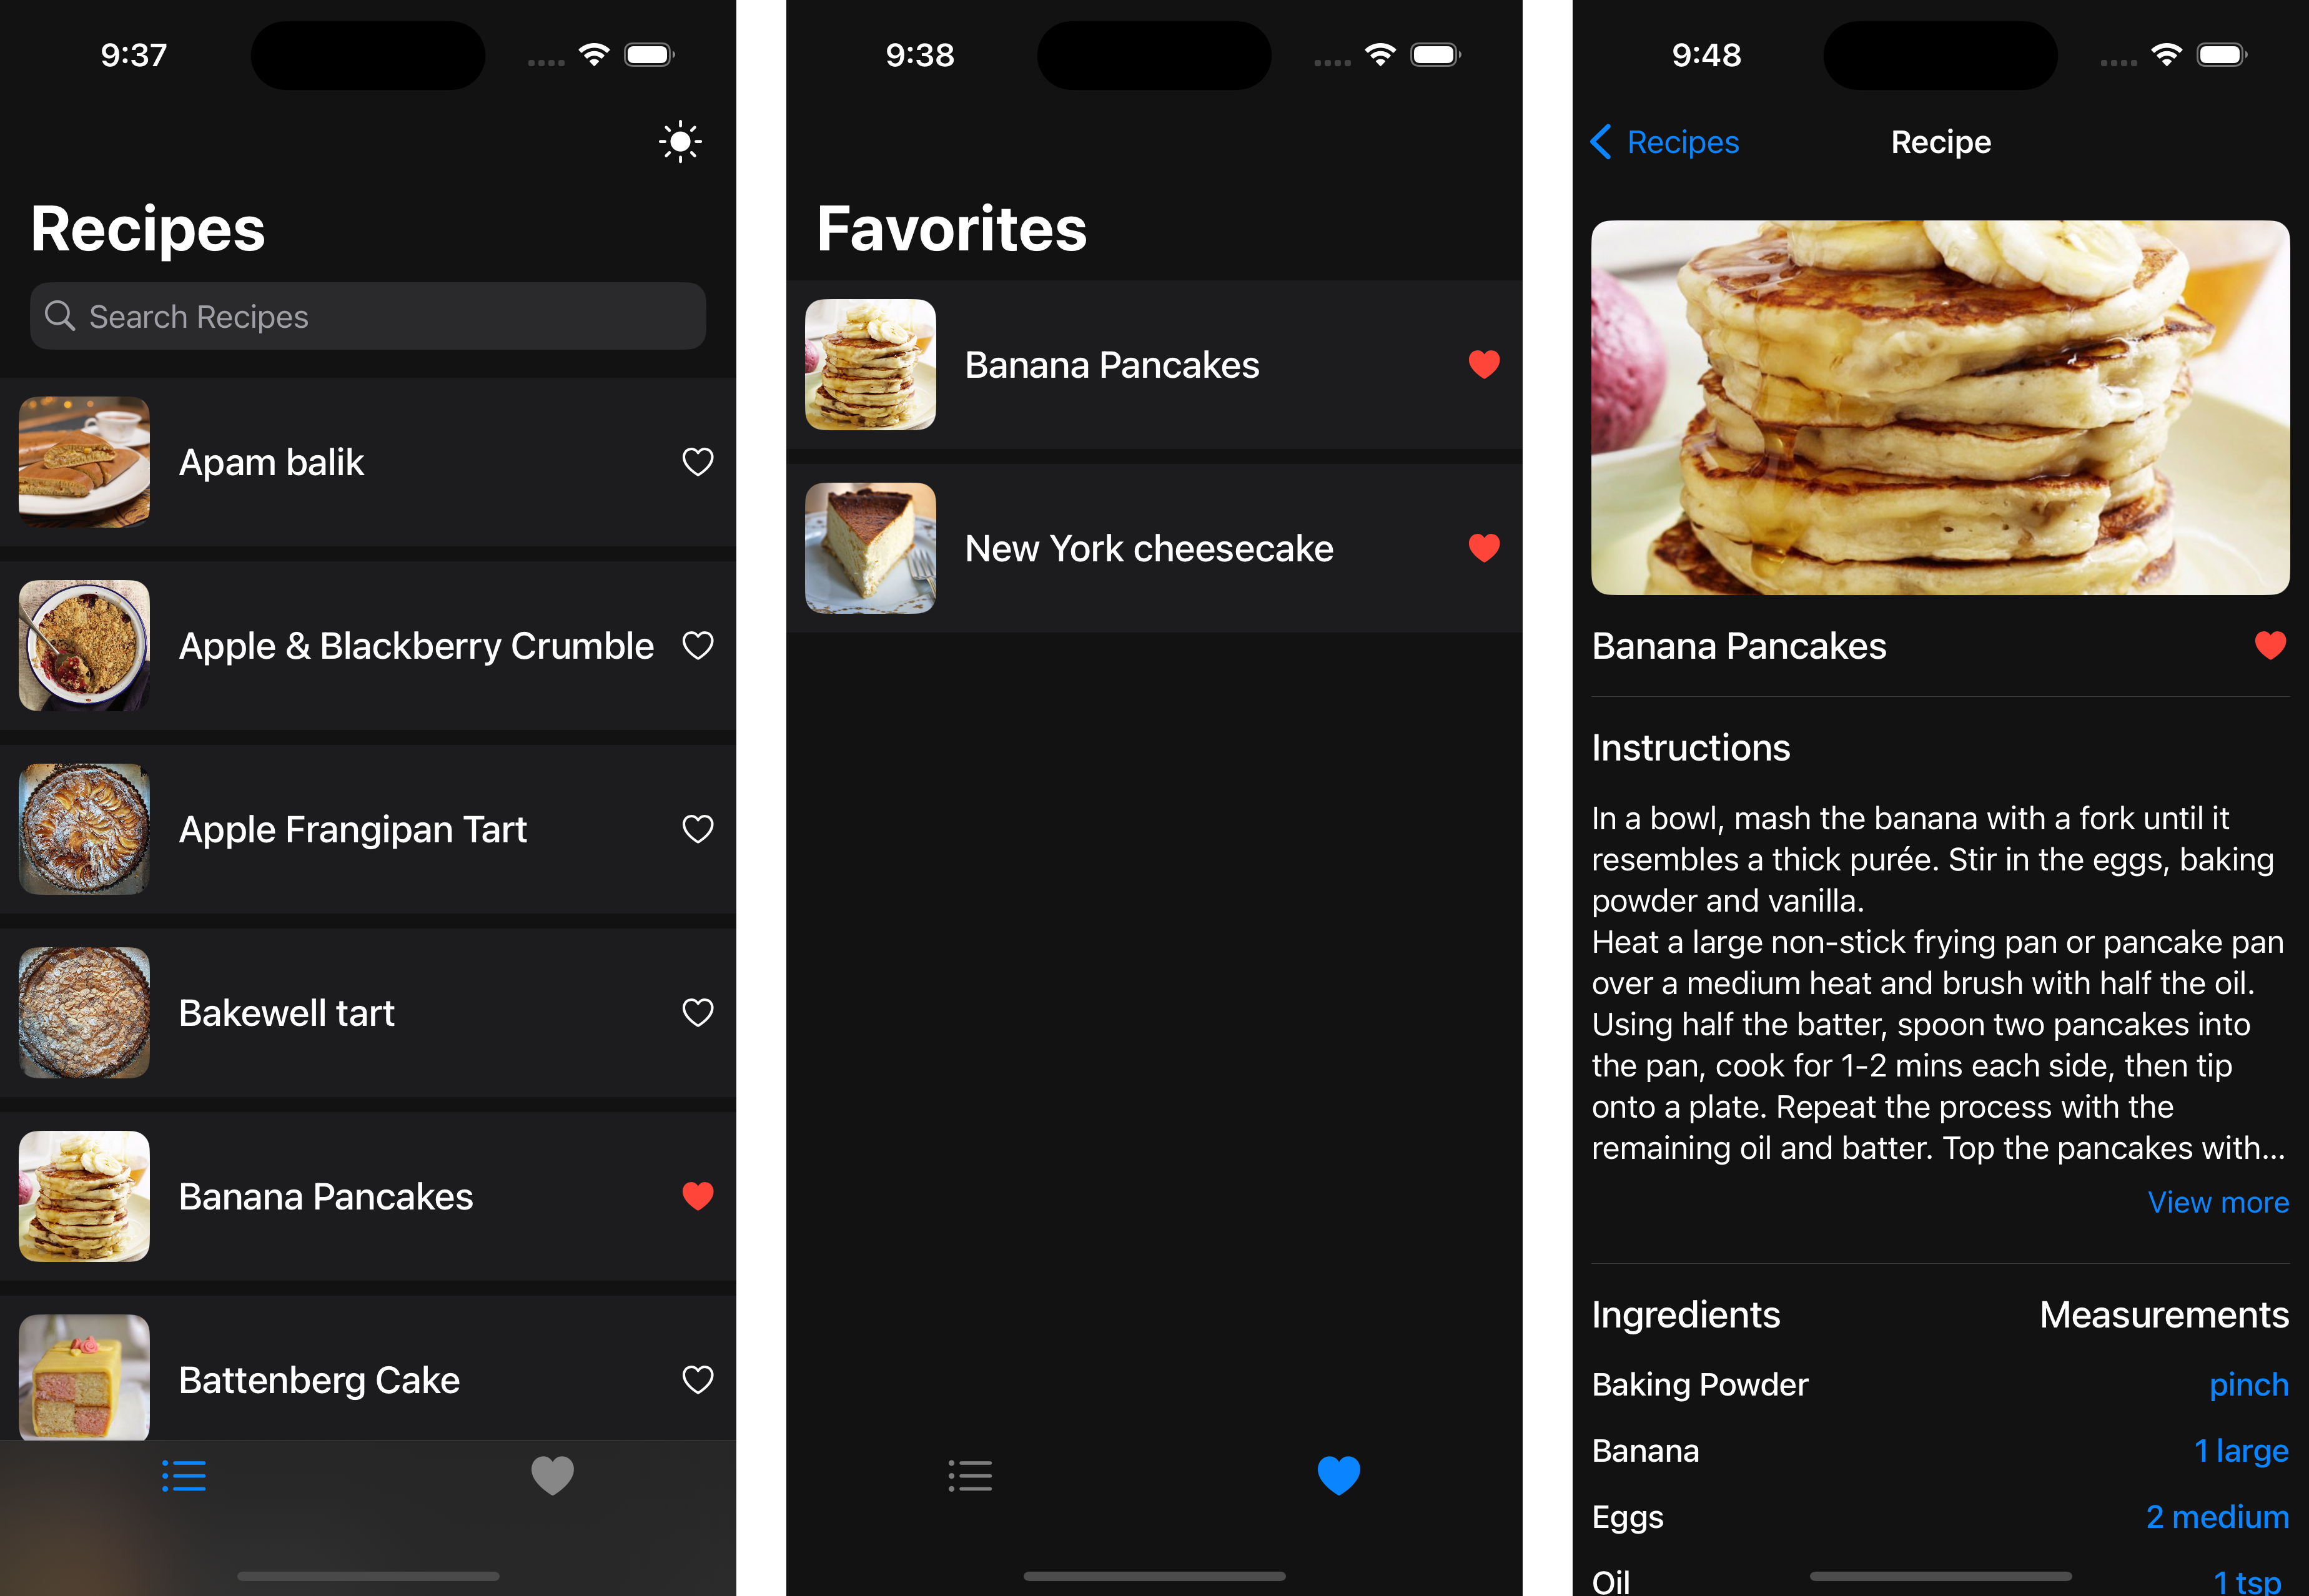 9:37
Recipes
Search Recipes
Apam balik
Apple & Blackberry Crumble
Apple Frangipan Tart
Bakewell tart
Banana Pancakes
Battenberg Cake
9:38
Favorites
Banana Pancakes
New York cheesecake
9:48
Recipes
Recipe
Banana Pancakes
Instructions
In a bowl, mash the banana with a fork until it
resembles a thick purée. Stir in the eggs, baking
powder and vanilla.
Heat a large non-stick frying pan or pancake pan
over a medium heat and brush with half the oil.
Using half the batter, spoon two pancakes into
the pan, cook for 1-2 mins each side, then tip
onto a plate. Repeat the process with the
remaining oil and batter. Top the pancakes with...
View more
Ingredients Measurements
Baking Powder pinch
Banana 1 large
Eggs 2 medium
Oil 1 tsp